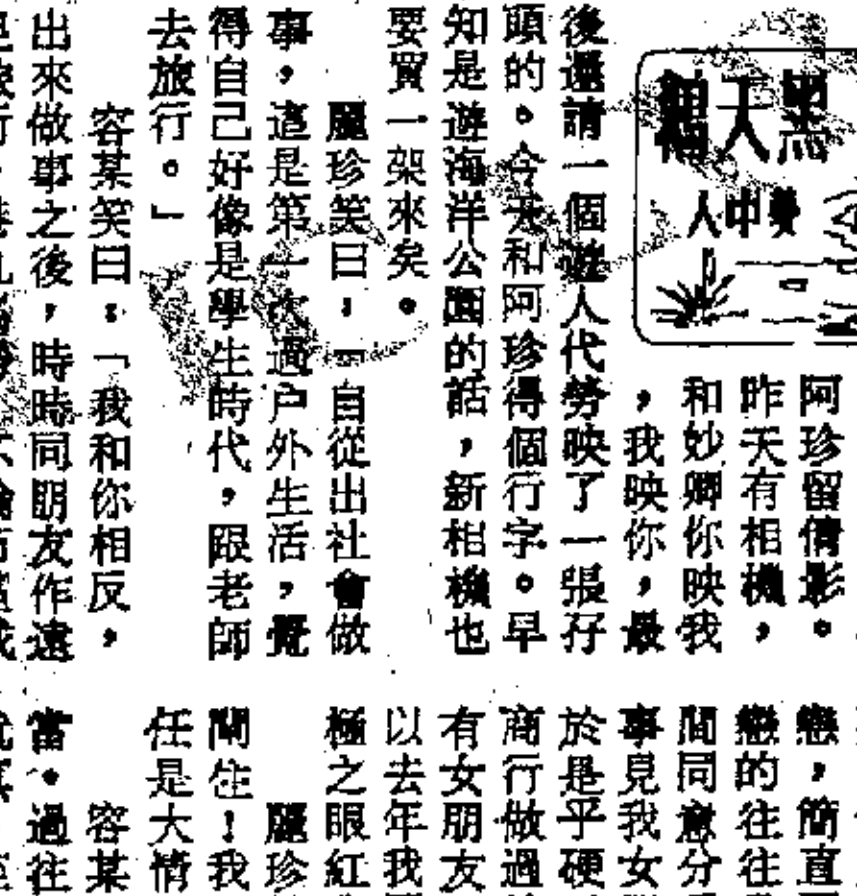 黑天鵝
勞中人
阿珍留倩影。
昨天有相機,
和妙卿你映我
,我映你,最
後還請一個遊人代勞映了一張孖
頭的。今天和阿珍得個行字。早
知是遊海洋公園的話,新相機也
要買一架來矣。
麗珍笑曰:「自從出社會做
事,這是第一次過户外生活,覺
得自己好像是學生時代,跟老師
去旅行。」
容某笑曰:「我和你相反,
出來做事之後,時時同朋友作遠
戀,簡直
戀的往往
間同意分
事見我女
於是乎硬
商行做過
有女朋友
以去年我
極之眼紅
麗珍
關住!我
任是大情
容某
當。過往